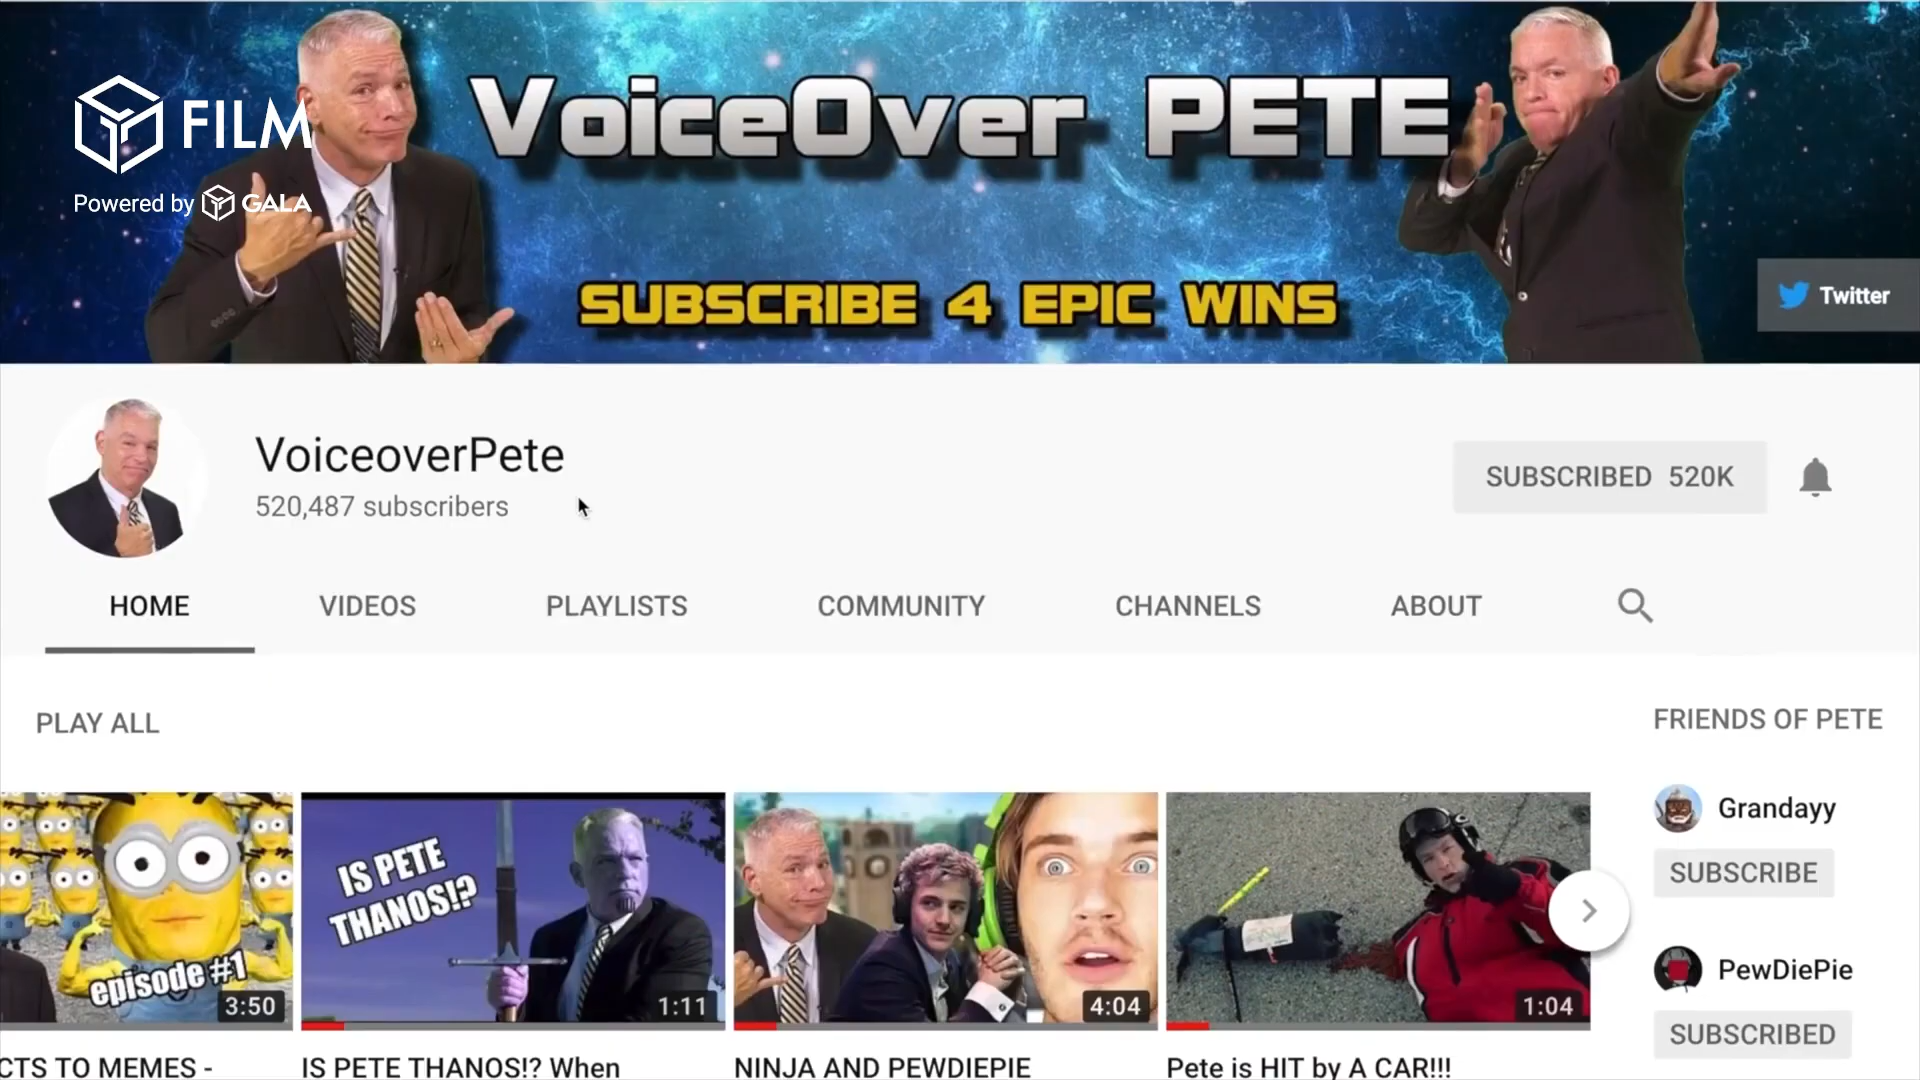 VoiceOver PETE
FILM
Powered by GALA
SUBSCRIBE 4 EPIC WINS
Twitter
VoiceoverPete
520,487 subscribers
SUBSCRIBED 520K
HOME VIDEOS PLAYLISTS COMMUNITY CHANNELS ABOUT
PLAY ALL
FRIENDS OF PETE
Grandayy
SUBSCRIBE
PewDiePie
SUBSCRIBED
episode #1
3:50
IS PETE
THANOS!?
1:11
4:04
1:04
CTS TO MEMES -
IS PETE THANOS!? When
NINJA AND PEWDIEPIE
Pete is HIT by A CAR!!!